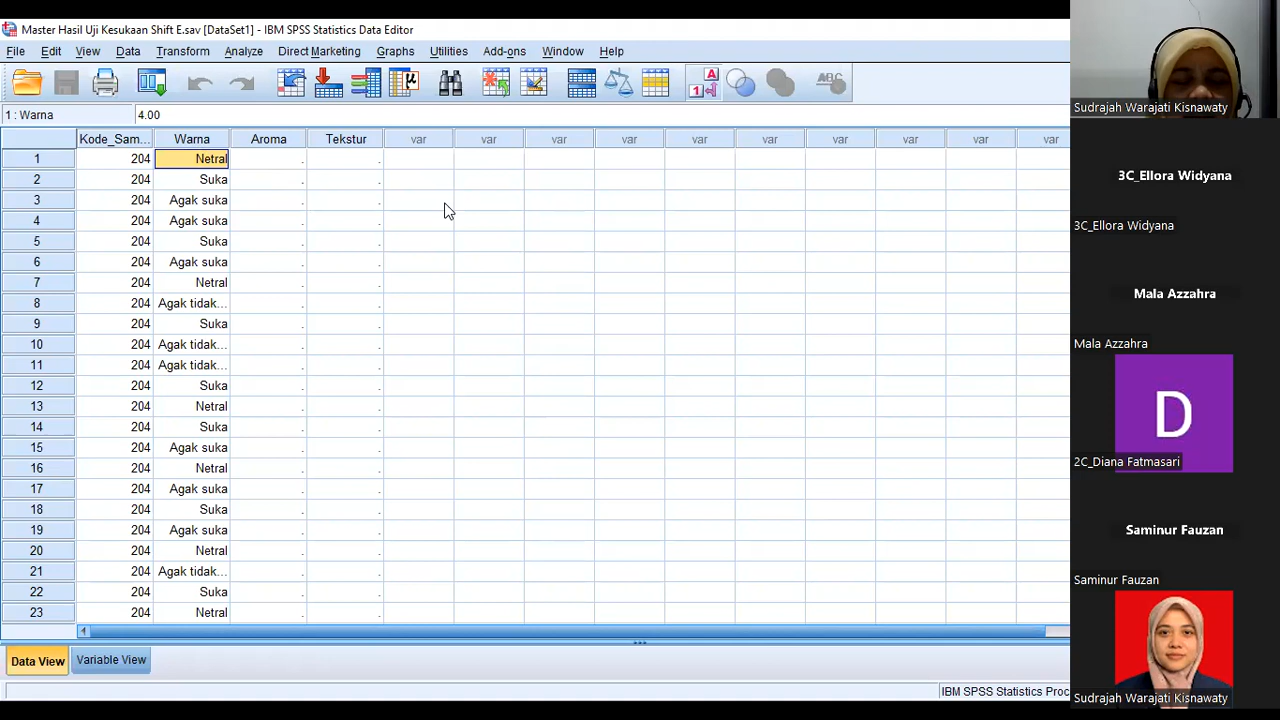 Master Hasil Uji Kesukaan Shift E.sav [DataSet1] - IBM SPSS Statistics Data Editor
File Edit View Data Transform Analyze Direct Marketing Graphs Utilities Add-ons Window Help
1 : Warna 4.00
Kode_Sam... Warna Aroma Tekstur var var var var var var var var var var
1 204 Netral . .
2 204 Suka . .
3 204 Agak suka . .
4 204 Agak suka . .
5 204 Suka . .
6 204 Agak suka . .
7 204 Netral . .
8 204 Agak tidak... . .
9 204 Suka . .
10 204 Agak tidak... . .
11 204 Agak tidak... . .
12 204 Suka . .
13 204 Netral . .
14 204 Suka . .
15 204 Agak suka . .
16 204 Netral . .
17 204 Agak suka . .
18 204 Suka . .
19 204 Agak suka . .
20 204 Netral . .
21 204 Agak tidak... . .
22 204 Suka . .
23 204 Netral . .
Data View Variable View
IBM SPSS Statistics Proc
Sudrajah Warajati Kisnawaty
3C_Ellora Widyana
3C_Ellora Widyana
Mala Azzahra
Mala Azzahra
D
2C_Diana Fatmasari
Saminur Fauzan
Saminur Fauzan
Sudrajah Warajati Kisnawaty